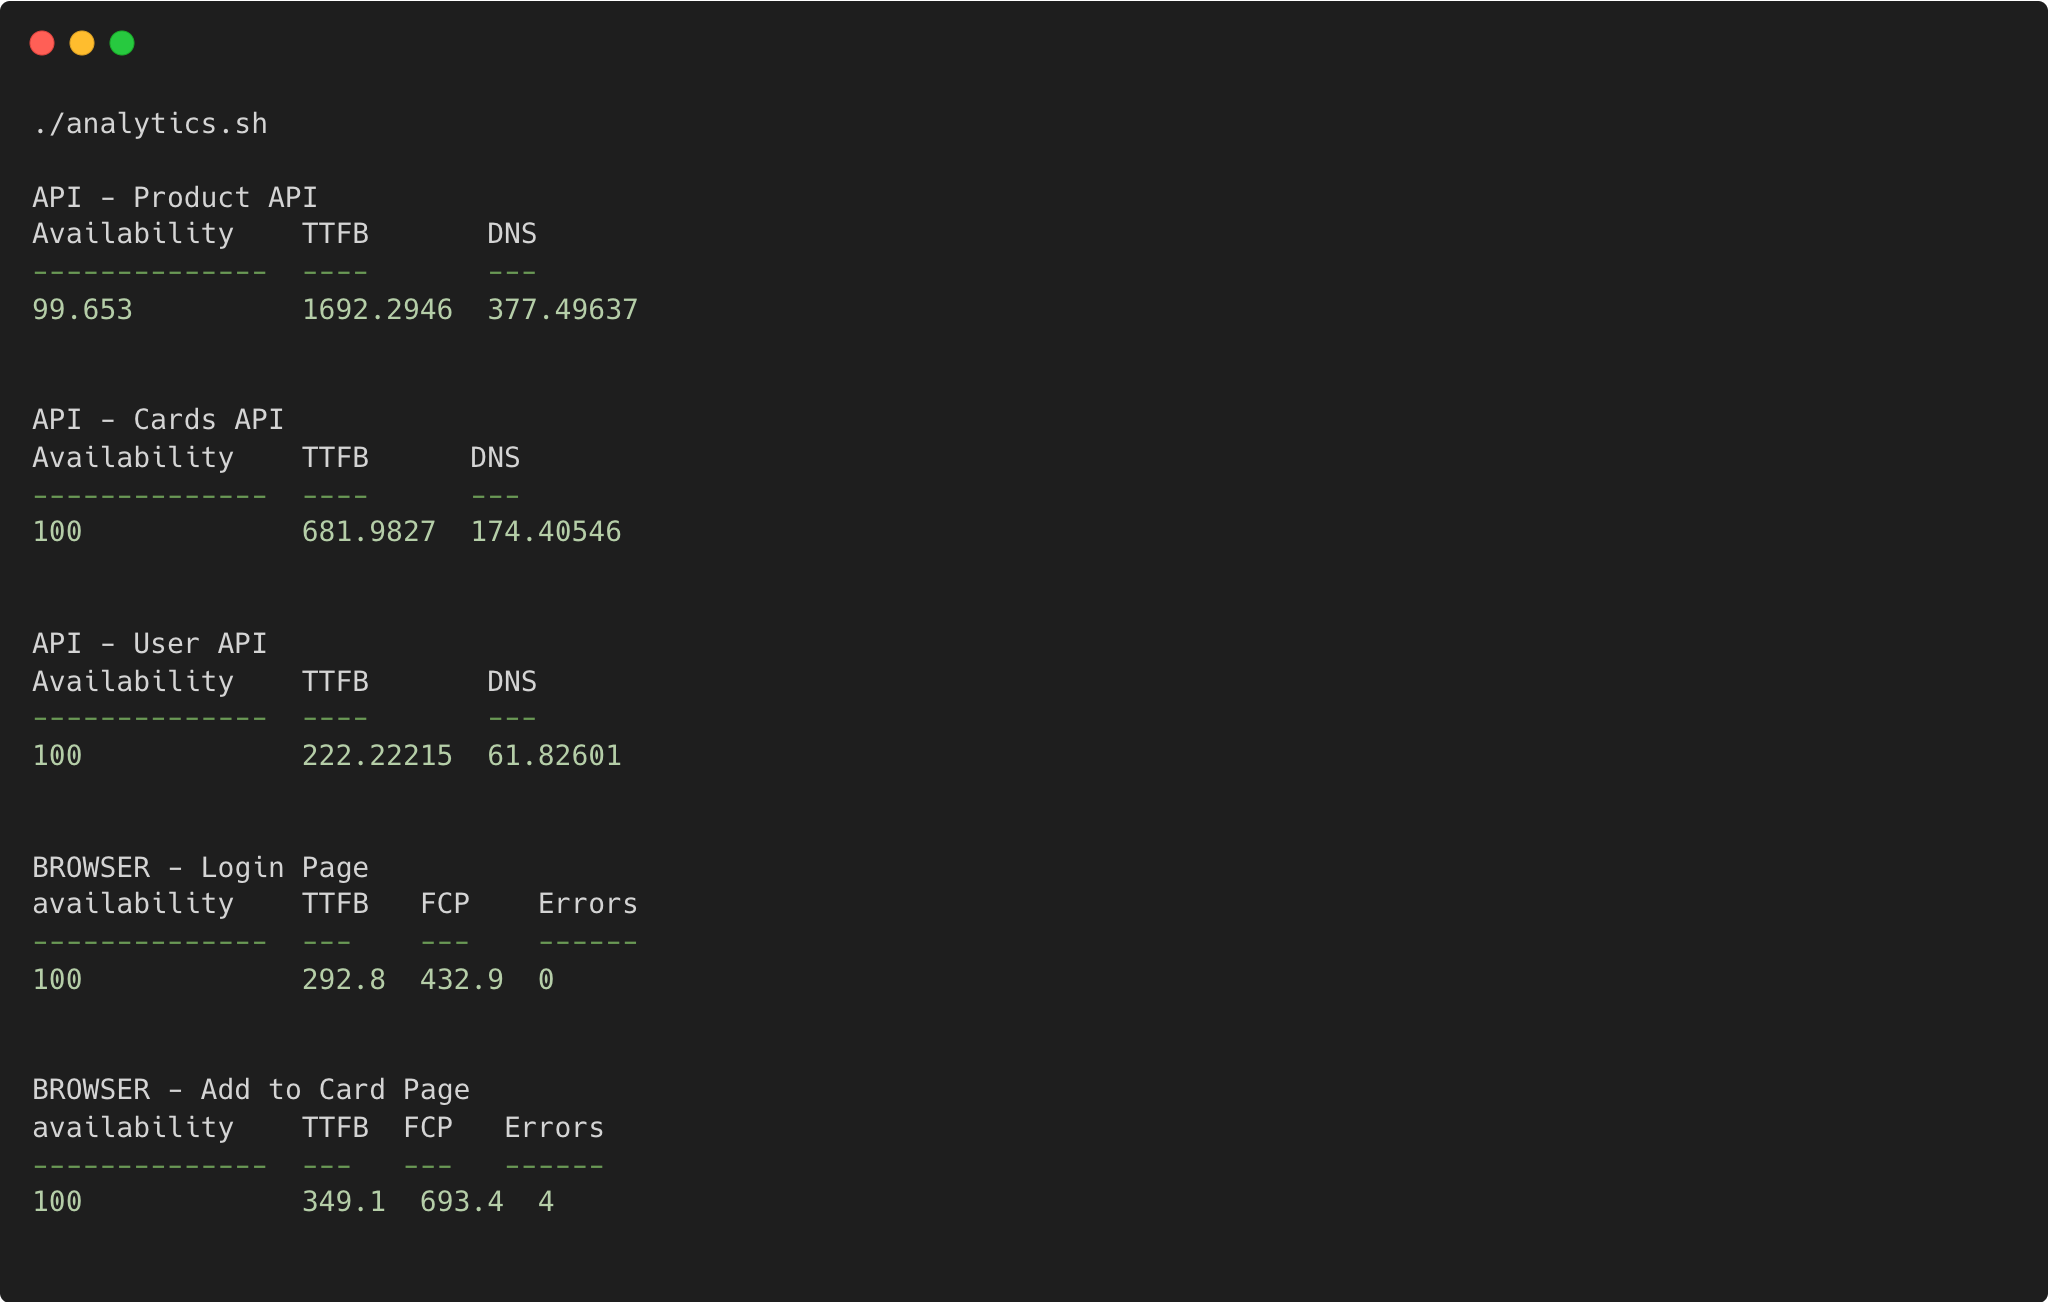 ./analytics.sh
API - Product API
Availability    TTFB       DNS
--------------  ----       ---
99.653          1692.2946  377.49637
API - Cards API
Availability    TTFB      DNS
--------------  ----      ---
100             681.9827  174.40546
API - User API
Availability    TTFB       DNS
--------------  ----       ---
100             222.22215  61.82601
BROWSER - Login Page
availability    TTFB   FCP    Errors
--------------  ---    ---    ------
100             292.8  432.9  0
BROWSER - Add to Card Page
availability    TTFB  FCP   Errors
--------------  ---   ---   ------
100             349.1  693.4  4